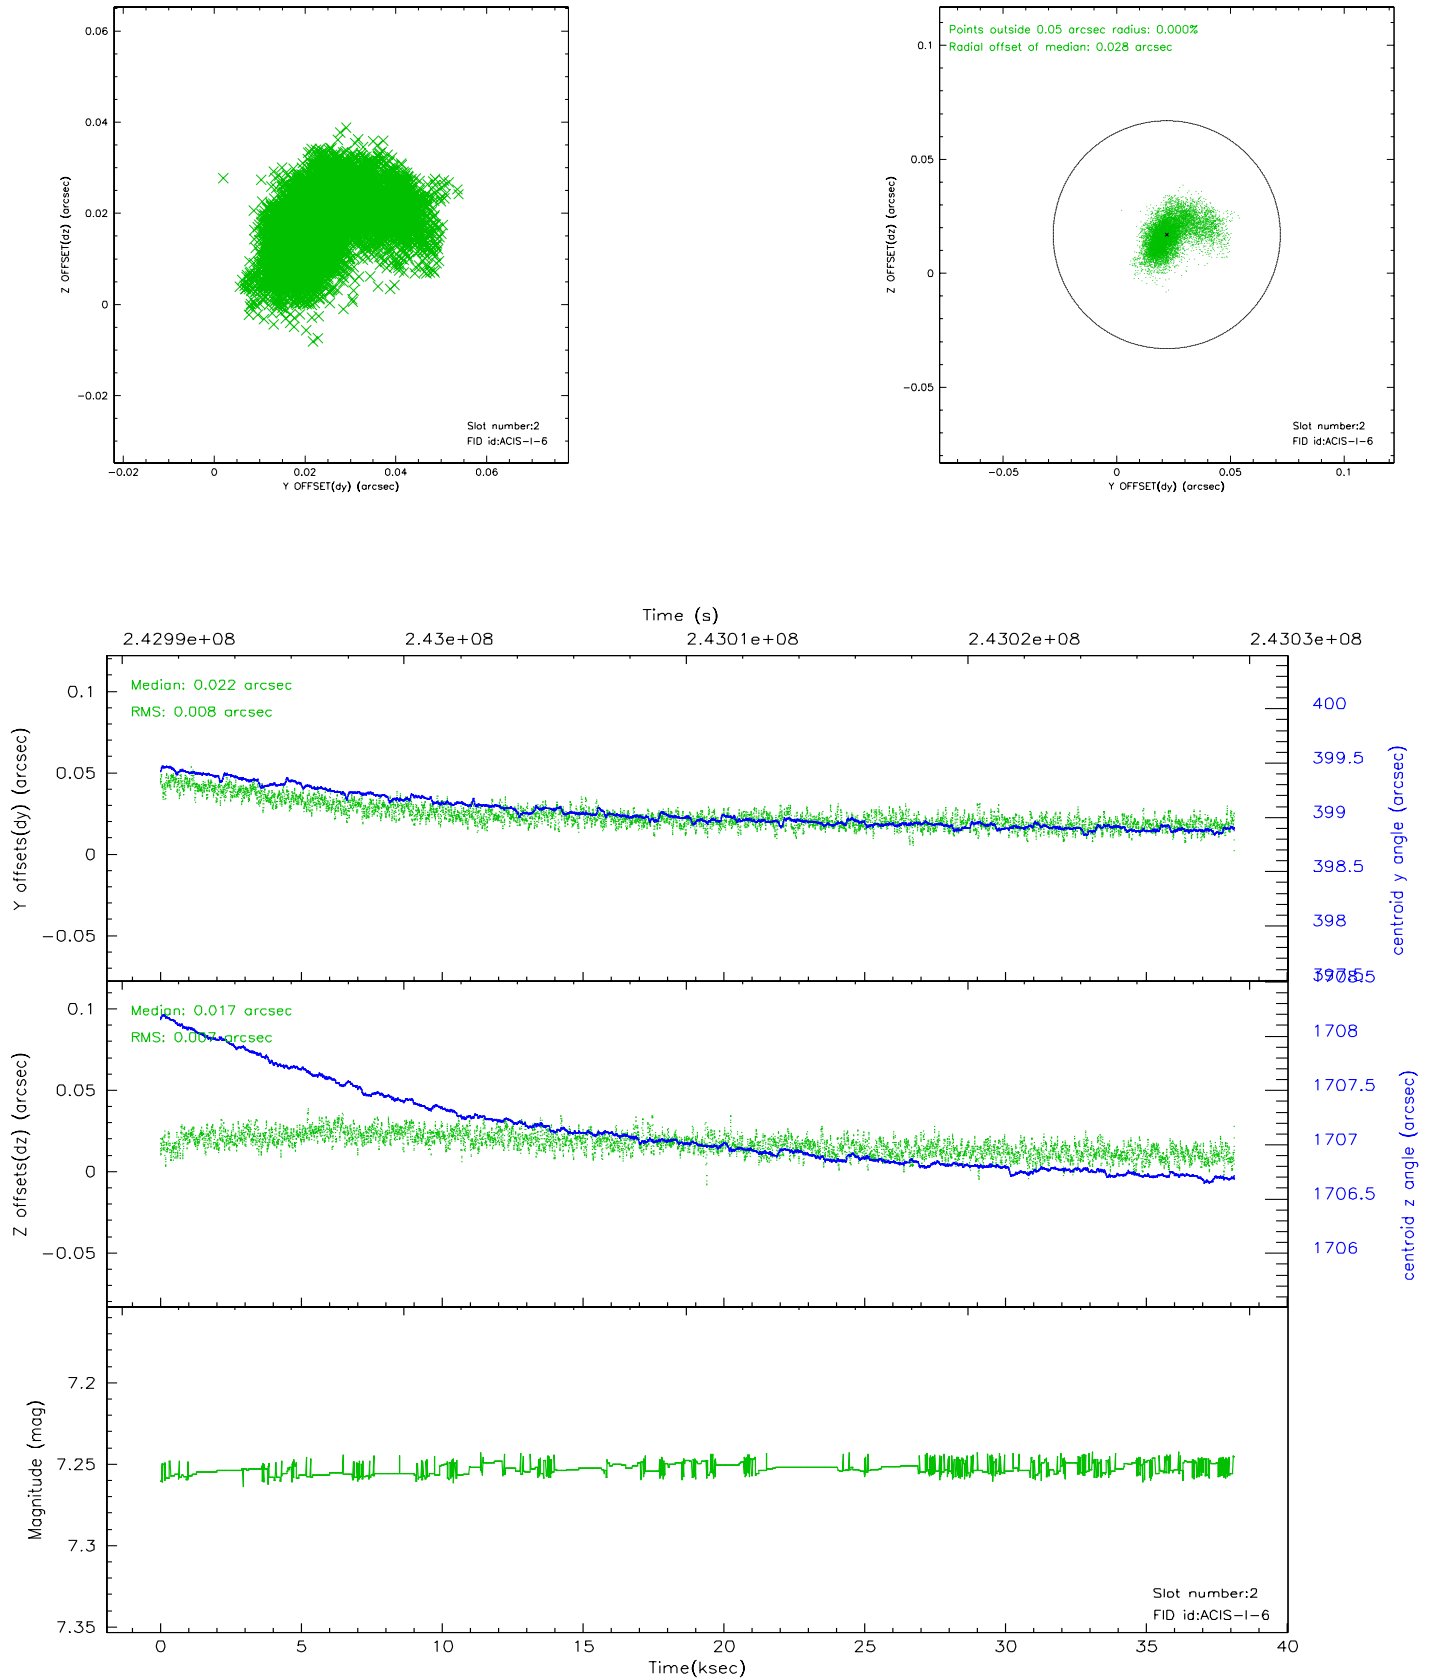 0.06
0.04
0.02
0
-0.02
Z OFFSET(dz) (arcsec)
Slot number:2
FID id:ACIS-I-6
-0.02 0 0.02 0.04 0.06
Y OFFSET(dy) (arcsec)
Points outside 0.05 arcsec radius: 0.000%
Radial offset of median: 0.028 arcsec
0.1
0.05
0
-0.05
Z OFFSET(dz) (arcsec)
Slot number:2
FID id:ACIS-I-6
-0.05 0 0.05 0.1
Y OFFSET(dy) (arcsec)
Time (s)
2.4299e+08 2.43e+08 2.4301e+08 2.4302e+08 2.4303e+08
Median: 0.022 arcsec
RMS: 0.008 arcsec
0.1
0.05
0
-0.05
Y offsets(dy) (arcsec)
400
399.5
399
398.5
398
397.5
centroid y angle (arcsec)
Median: 0.017 arcsec
RMS: 0.007 arcsec
0.1
0.05
0
-0.05
Z offsets(dz) (arcsec)
1708.5
1708
1707.5
1707
1706.5
1706
centroid z angle (arcsec)
7.2
7.25
7.3
7.35
Magnitude (mag)
Slot number:2
FID id:ACIS-I-6
0 5 10 15 20 25 30 35 40
Time(ksec)